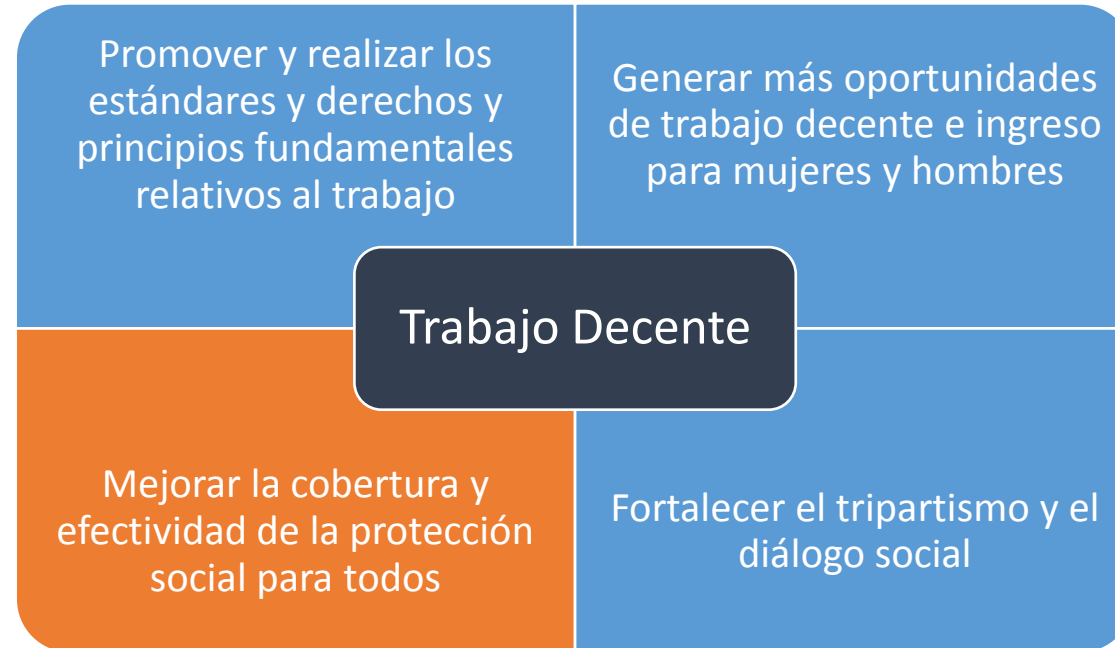 Promover y realizar los
estándares y derechos y
principios fundamentales
relativos al trabajo
Generar más oportunidades
de trabajo decente e ingreso
para mujeres y hombres
Trabajo Decente
Mejorar la cobertura y
efectividad de la protección
social para todos
Fortalecer el tripartismo y el
diálogo social